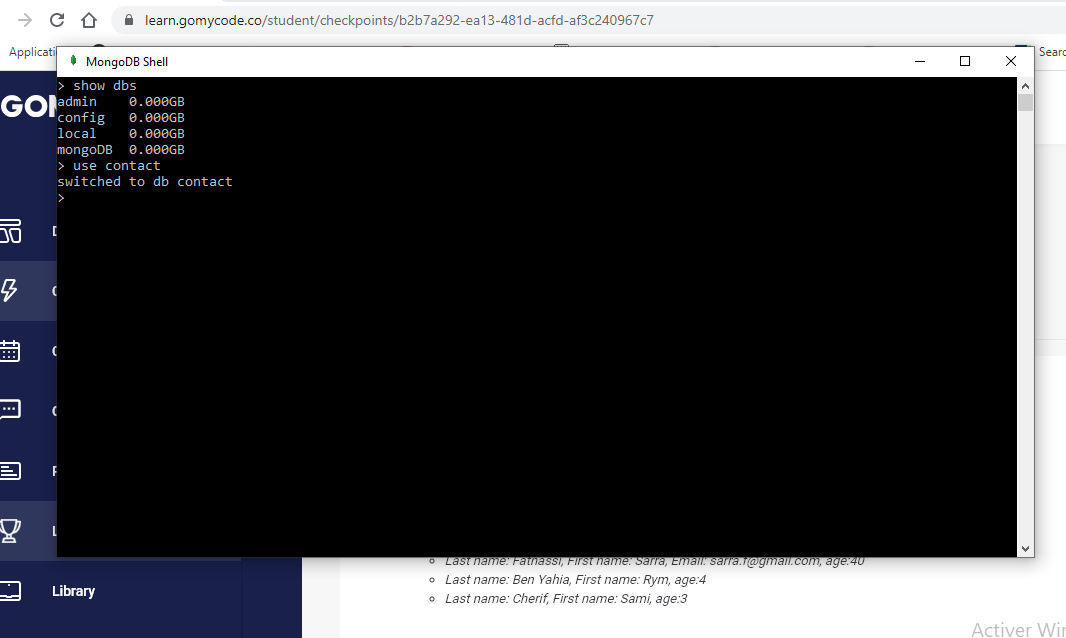 learn.gomycode.co/student/checkpoints/b2b7a292-ea13-481d-acfd-af3c240967c7
Applicati
Searc
MongoDB Shell
GOM
> show dbs
admin    0.000GB
config   0.000GB
local    0.000GB
mongoDB  0.000GB
> use contact
switched to db contact
>
Last name: Fathassi, First name: Sarra, Email: sarra.f@gmail.com, age:40
Last name: Ben Yahia, First name: Rym, age:4
Library
Last name: Cherif, First name: Sami, age:3
Activer Win